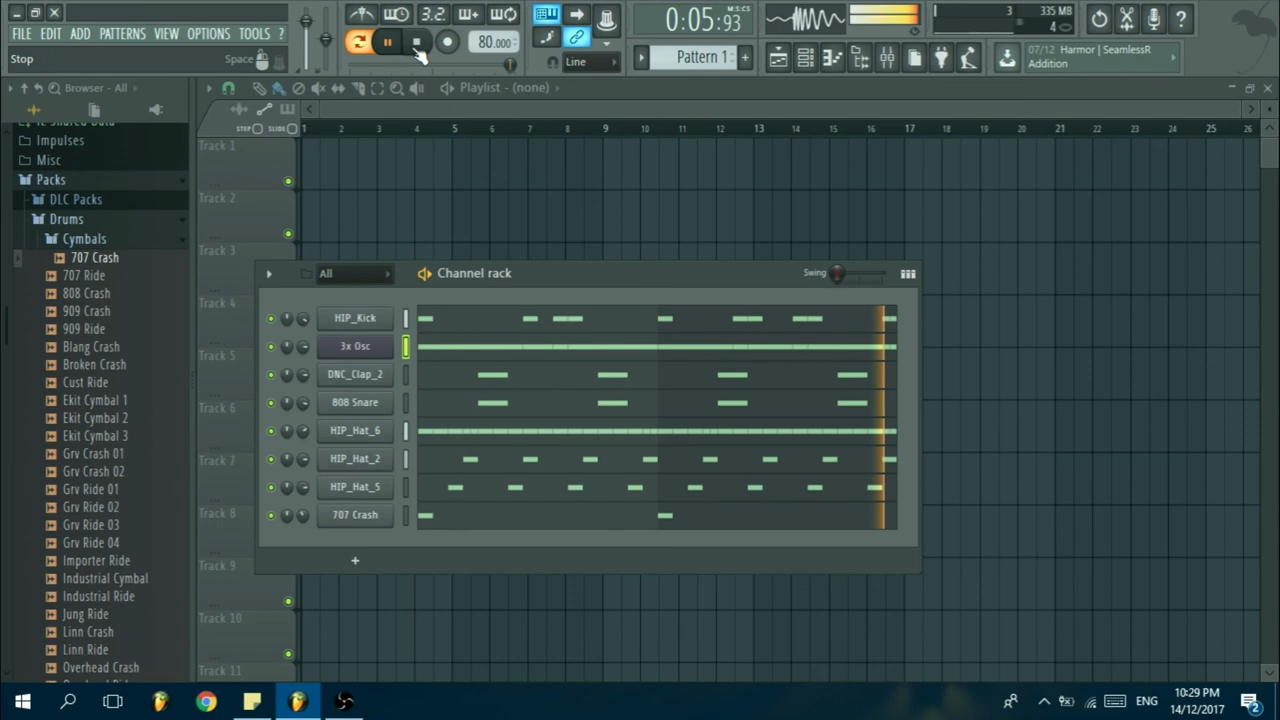 3.2.
0:05:93
M:S:CS
3
335 MB
4
FILE EDIT ADD PATTERNS VIEW OPTIONS TOOLS ?
80.000
Stop
Space
Line
Pattern 1
07/12 Harmor | SeamlessR
Addition
Browser - All
Playlist - (none)
STEP
SLIDE
1 2 3 4 5 6 7 8 9 10 11 12 13 14 15 16 17 18 19 20 21 22 23 24 25 26
IL Shared Data
Impulses
Misc
Packs
DLC Packs
Drums
Cymbals
707 Crash
707 Ride
808 Crash
909 Crash
909 Ride
Blang Crash
Broken Crash
Cust Ride
Ekit Cymbal 1
Ekit Cymbal 2
Ekit Cymbal 3
Grv Crash 01
Grv Crash 02
Grv Ride 01
Grv Ride 02
Grv Ride 03
Grv Ride 04
Importer Ride
Industrial Cymbal
Industrial Ride
Jung Ride
Linn Crash
Linn Ride
Overhead Crash
Track 1
Track 2
Track 3
Track 4
Track 5
Track 6
Track 7
Track 8
Track 9
Track 10
Track 11
All
Channel rack
Swing
HIP_Kick
3x Osc
DNC_Clap_2
808 Snare
HIP_Hat_6
HIP_Hat_2
HIP_Hat_5
707 Crash
+
ENG
10:29 PM
14/12/2017
2